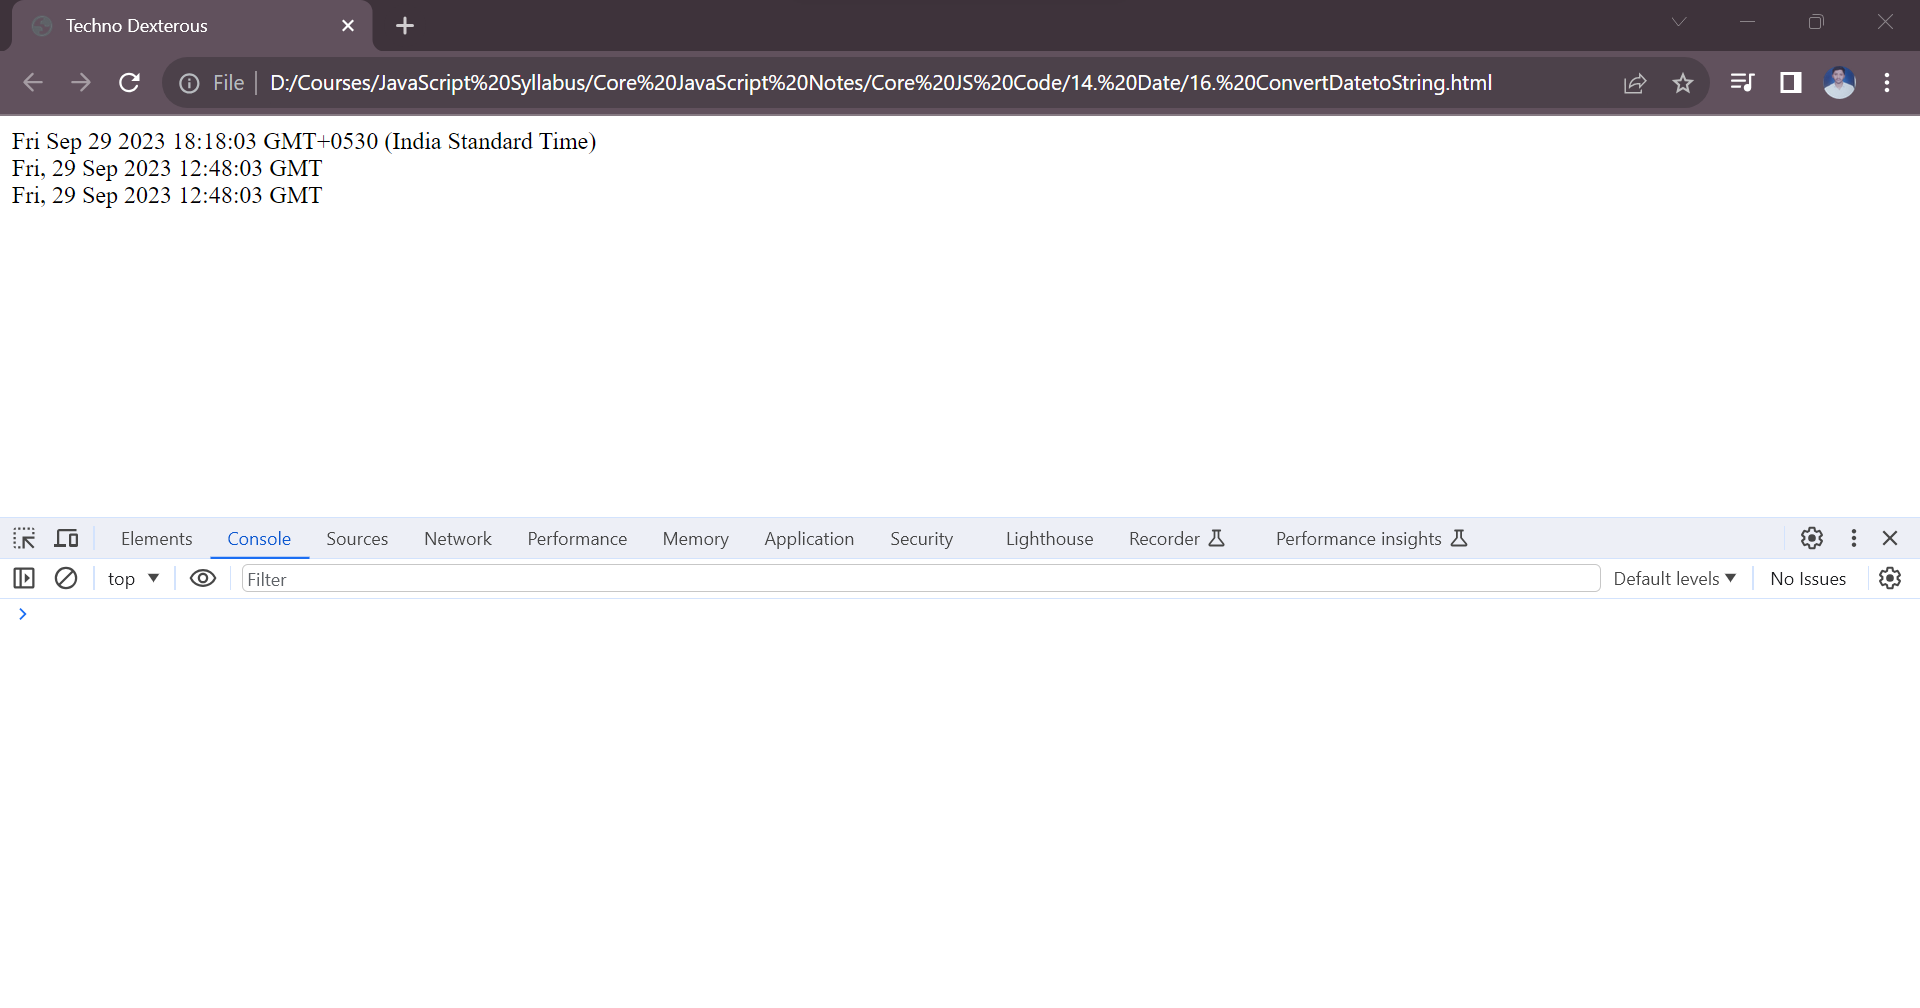 Techno Dexterous
File D:/Courses/JavaScript%20Syllabus/Core%20JavaScript%20Notes/Core%20JS%20Code/14.%20Date/16.%20ConvertDatetoString.html
Fri Sep 29 2023 18:18:03 GMT+0530 (India Standard Time)
Fri, 29 Sep 2023 12:48:03 GMT
Fri, 29 Sep 2023 12:48:03 GMT
Elements Console Sources Network Performance Memory Application Security Lighthouse Recorder Performance insights
top Filter Default levels No Issues